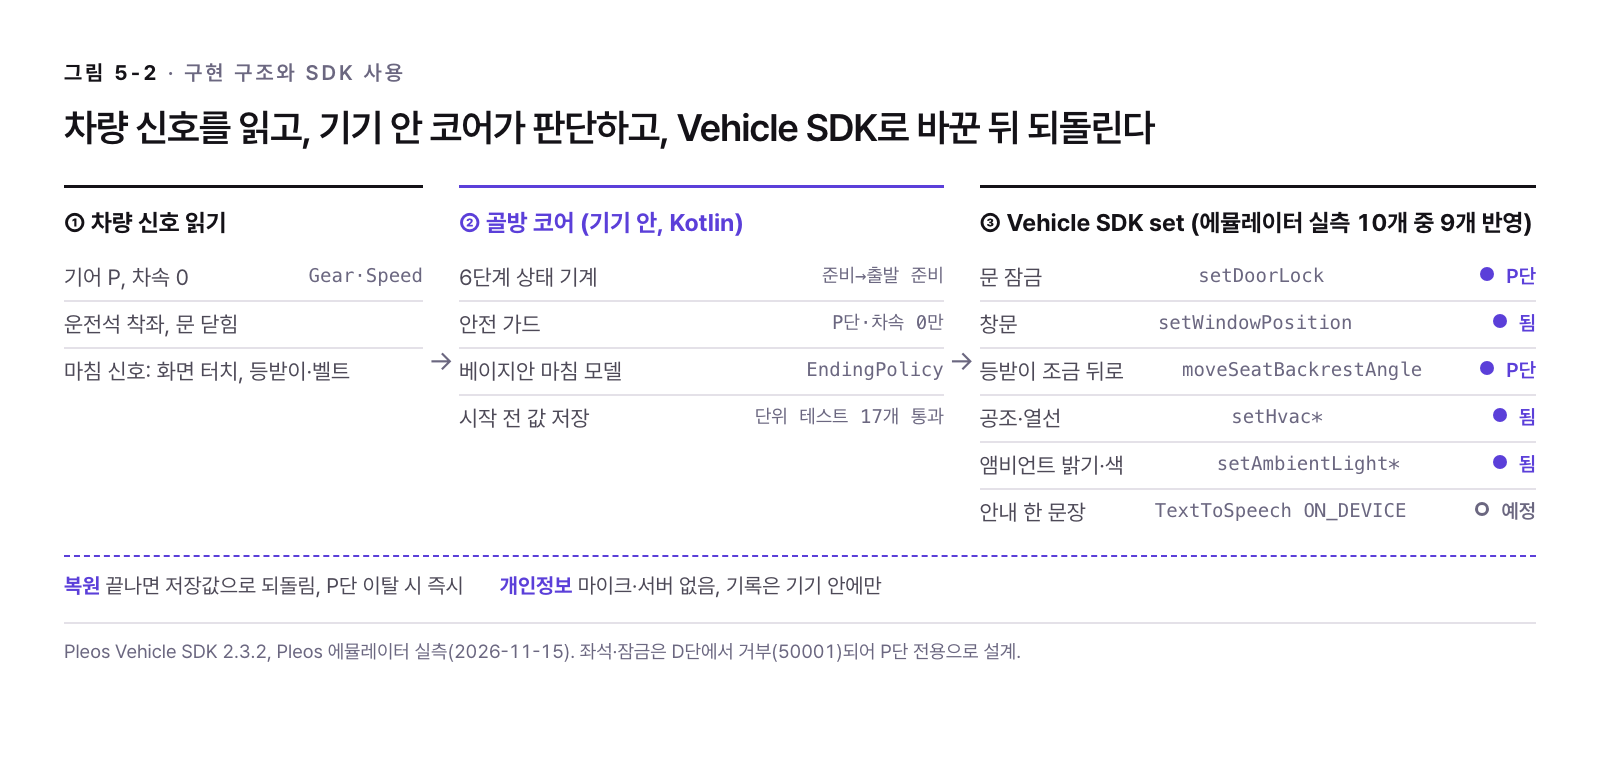 그림 5-2 · 구현 구조와 SDK 사용
차량 신호를 읽고, 기기 안 코어가 판단하고, Vehicle SDK로 바꾼 뒤 되돌린다
① 차량 신호 읽기
기어 P, 차속 0 Gear·Speed
운전석 착좌, 문 닫힘
마침 신호: 화면 터치, 등받이·벨트
→
② 골방 코어 (기기 안, Kotlin)
6단계 상태 기계 준비→출발 준비
안전 가드 P단·차속 0만
베이지안 마침 모델 EndingPolicy
시작 전 값 저장 단위 테스트 17개 통과
→
③ Vehicle SDK set (에뮬레이터 실측 10개 중 9개 반영)
문 잠금 setDoorLock ● P단
창문 setWindowPosition ● 됨
등받이 조금 뒤로 moveSeatBackrestAngle ● P단
공조·열선 setHvac* ● 됨
앰비언트 밝기·색 setAmbientLight* ● 됨
안내 한 문장 TextToSpeech ON_DEVICE ○ 예정
복원 끝나면 저장값으로 되돌림, P단 이탈 시 즉시 개인정보 마이크·서버 없음, 기록은 기기 안에만
Pleos Vehicle SDK 2.3.2, Pleos 에뮬레이터 실측(2026-11-15). 좌석·잠금은 D단에서 거부(50001)되어 P단 전용으로 설계.